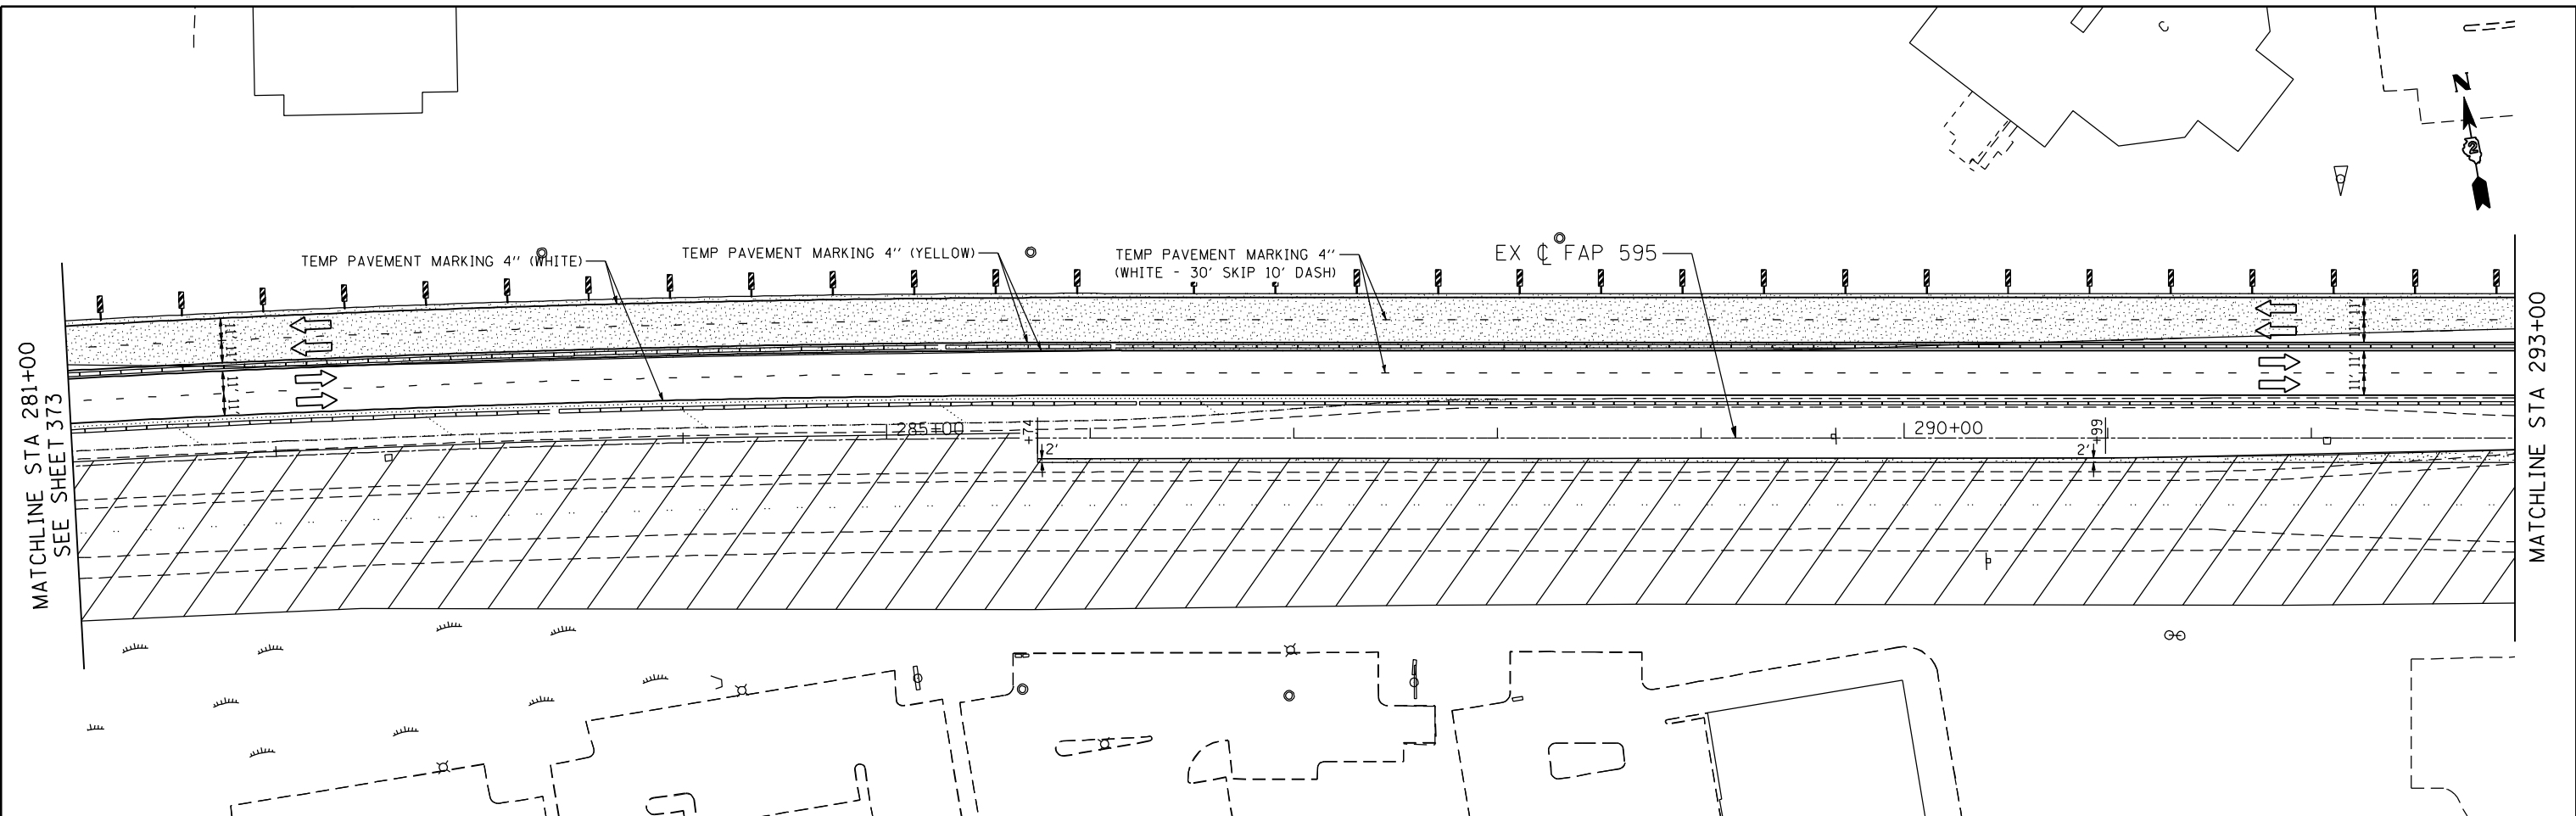 N
2
TEMP PAVEMENT MARKING 4'' (WHITE)
TEMP PAVEMENT MARKING 4'' (YELLOW)
TEMP PAVEMENT MARKING 4''
(WHITE - 30' SKIP 10' DASH)
EX ℄ FAP 595
MATCHLINE STA 281+00
SEE SHEET 373
MATCHLINE STA 293+00
11'
11'
11'
11'
11'
11'
11'
11'
285+00
+74
2'
290+00
+99
2'